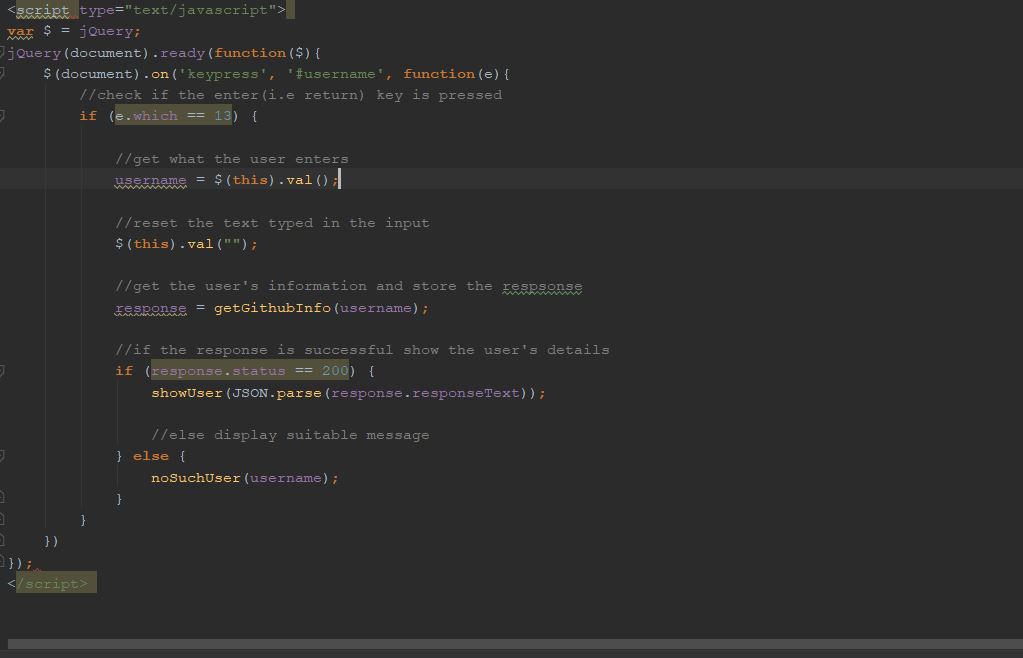 <script type="text/javascript">
var $ = jQuery;
jQuery(document).ready(function($){
    $(document).on('keypress', '#username', function(e){
        //check if the enter(i.e return) key is pressed
        if (e.which == 13) {
            //get what the user enters
            username = $(this).val();
            //reset the text typed in the input
            $(this).val("");
            //get the user's information and store the respsonse
            response = getGithubInfo(username);
            //if the response is successful show the user's details
            if (response.status == 200) {
                showUser(JSON.parse(response.responseText));
                //else display suitable message
            } else {
                noSuchUser(username);
            }
        }
    })
});
</script>